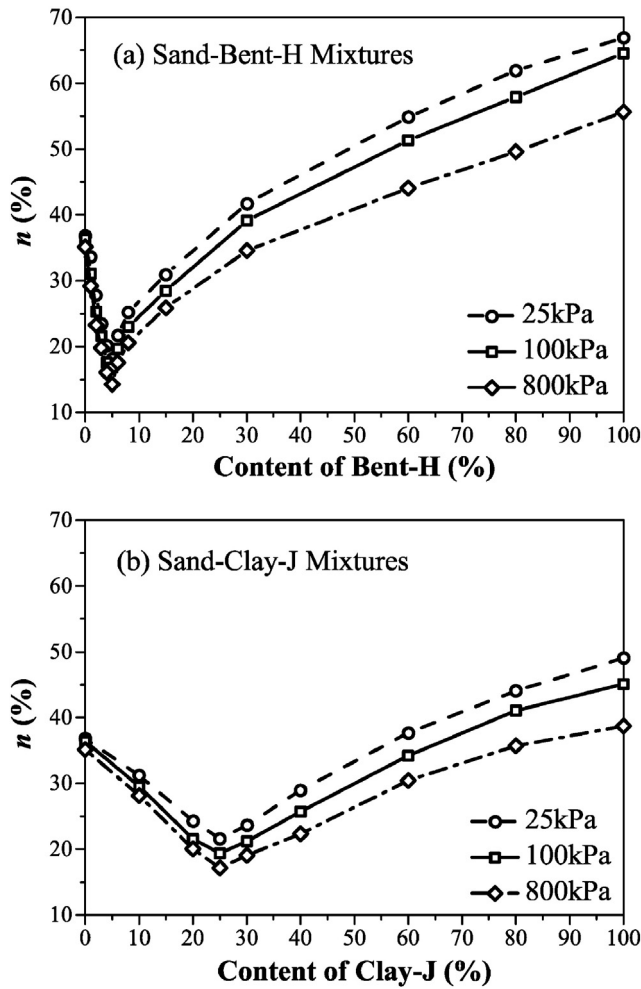 70
(a) Sand-Bent-H Mixtures
60
50
n (%)
40
30
20
10
25kPa
100kPa
800kPa
0 10 20 30 40 50 60 70 80 90 100
Content of Bent-H (%)
70
(b) Sand-Clay-J Mixtures
60
50
n (%)
40
30
20
10
25kPa
100kPa
800kPa
0 10 20 30 40 50 60 70 80 90 100
Content of Clay-J (%)